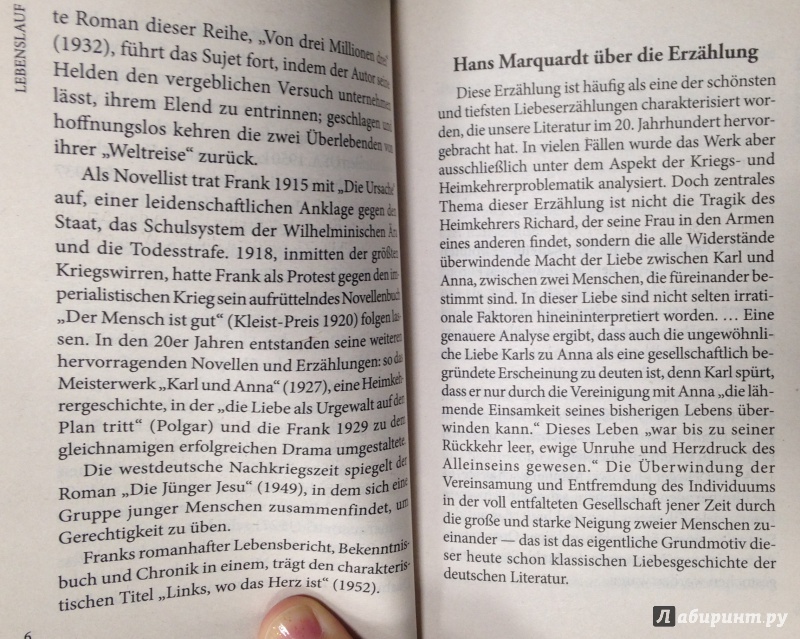 LEBENSLAUF
te Roman dieser Reihe, „Von drei Millionen drei“
(1932), führt das Sujet fort, indem der Autor seine
Helden den vergeblichen Versuch unternehmen
lässt, ihrem Elend zu entrinnen; geschlagen und
hoffnungslos kehren die zwei Überlebenden von
ihrer „Weltreise“ zurück.
Als Novellist trat Frank 1915 mit „Die Ursache“
auf, einer leidenschaftlichen Anklage gegen den
Staat, das Schulsystem der Wilhelminischen Ära
und die Todesstrafe. 1918, inmitten der größten
Kriegswirren, hatte Frank als Protest gegen den im-
perialistischen Krieg sein aufrüttelndes Novellenbuch
„Der Mensch ist gut“ (Kleist-Preis 1920) folgen las-
sen. In den 20er Jahren entstanden seine weiteren
hervorragenden Novellen und Erzählungen: so das
Meisterwerk „Karl und Anna“ (1927), eine Heimkeh-
rergeschichte, in der „die Liebe als Urgewalt auf den
Plan tritt“ (Polgar) und die Frank 1929 zu dem
gleichnamigen erfolgreichen Drama umgestaltete.
Die westdeutsche Nachkriegszeit spiegelt der
Roman „Die Jünger Jesu“ (1949), in dem sich eine
Gruppe junger Menschen zusammenfindet, um
Gerechtigkeit zu üben.
Franks romanhafter Lebensbericht, Bekenntnis-
buch und Chronik in einem, trägt den charakteris-
tischen Titel „Links, wo das Herz ist“ (1952).
6
Hans Marquardt über die Erzählung
Diese Erzählung ist häufig als eine der schönsten
und tiefsten Liebeserzählungen charakterisiert wor-
den, die unsere Literatur im 20. Jahrhundert hervor-
gebracht hat. In vielen Fällen wurde das Werk aber
ausschließlich unter dem Aspekt der Kriegs- und
Heimkehrerproblematik analysiert. Doch zentrales
Thema dieser Erzählung ist nicht die Tragik des
Heimkehrers Richard, der seine Frau in den Armen
eines anderen findet, sondern die alle Widerstände
überwindende Macht der Liebe zwischen Karl und
Anna, zwischen zwei Menschen, die füreinander be-
stimmt sind. In dieser Liebe sind nicht selten irrati-
onale Faktoren hineininterpretiert worden. … Eine
genauere Analyse ergibt, dass auch die ungewöhnli-
che Liebe Karls zu Anna als eine gesellschaftlich be-
gründete Erscheinung zu deuten ist, denn Karl spürt,
dass er nur durch die Vereinigung mit Anna „die läh-
mende Einsamkeit seines bisherigen Lebens über-
winden kann.“ Dieses Leben „war bis zu seiner
Rückkehr leer, ewige Unruhe und Herzdruck des
Alleinseins gewesen.“ Die Überwindung der
Vereinsamung und Entfremdung des Individuums
in der voll entfalteten Gesellschaft jener Zeit durch
die große und starke Neigung zweier Menschen zu-
einander — das ist das eigentliche Grundmotiv die-
ser heute schon klassischen Liebesgeschichte der
deutschen Literatur.
Лабиринт.ру